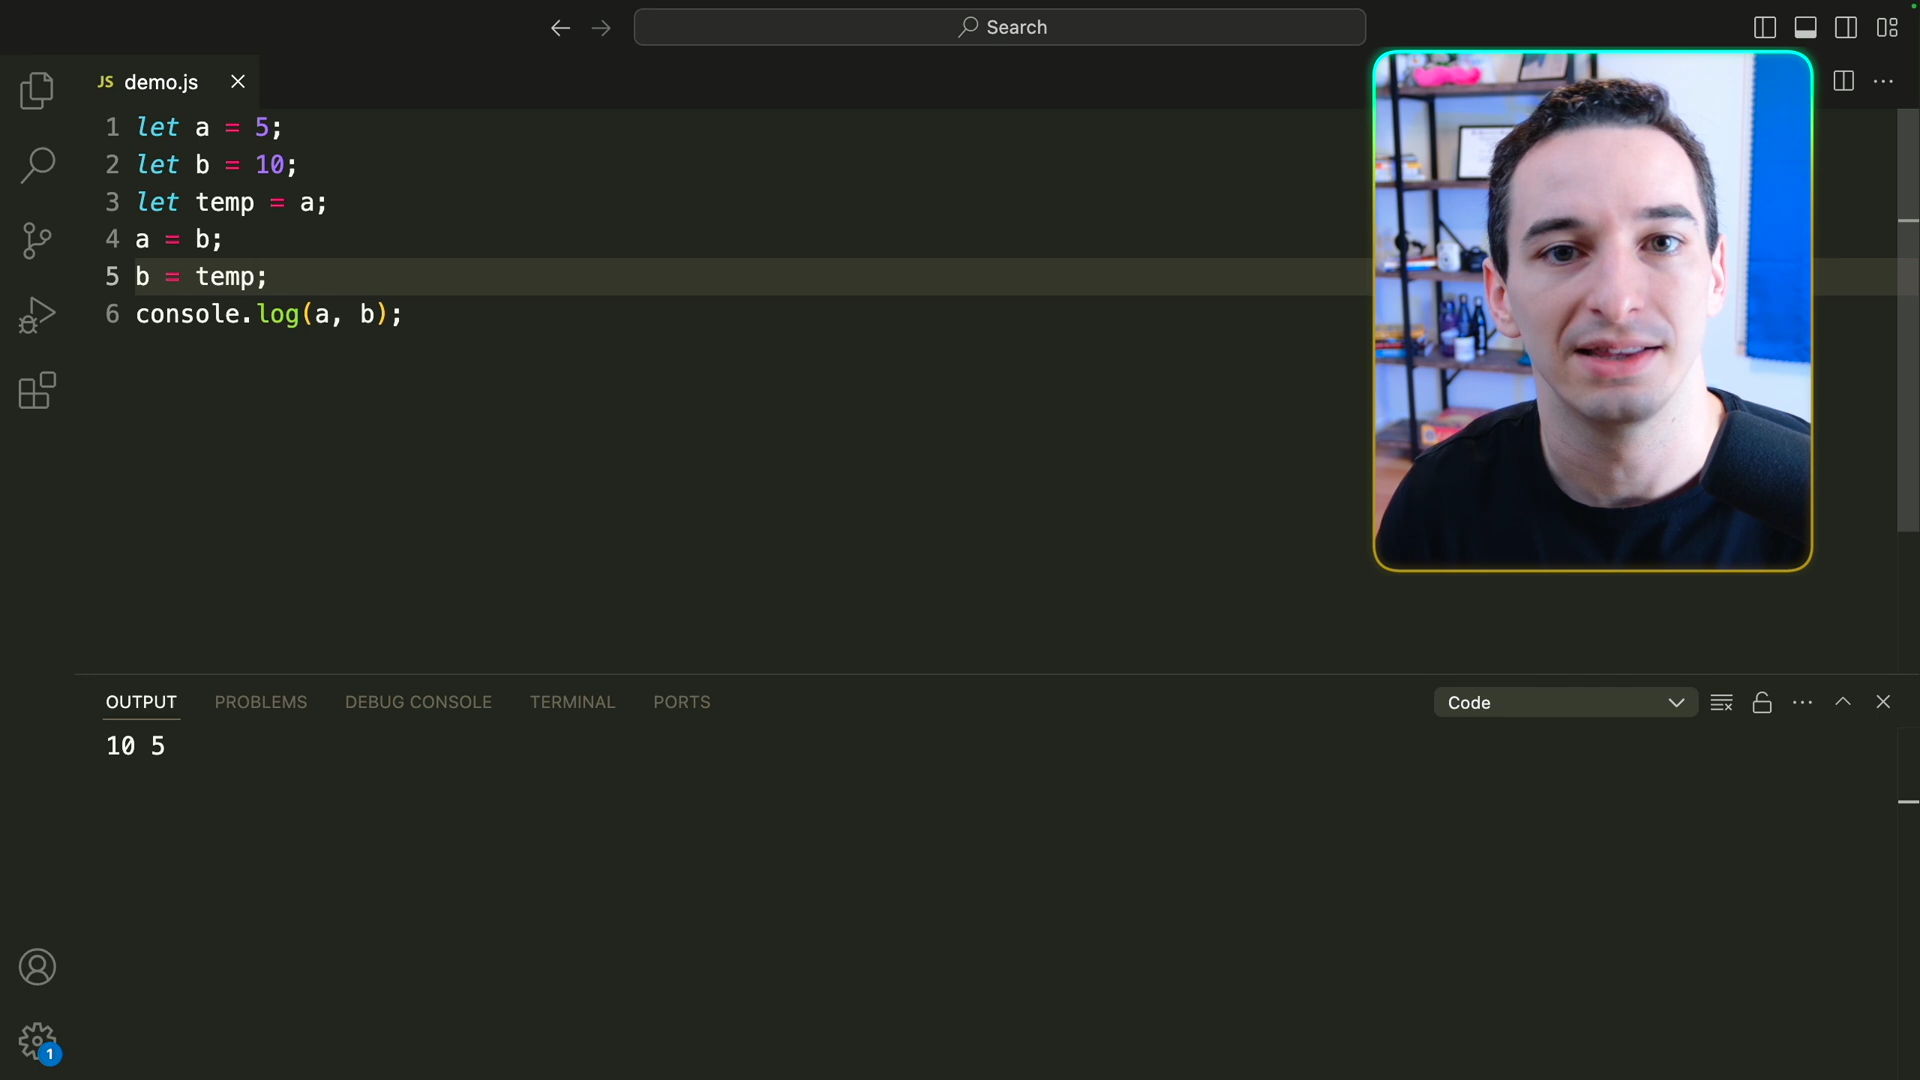 Search
JS demo.js
1 let a = 5;
2 let b = 10;
3 let temp = a;
4 a = b;
5 b = temp;
6 console.log(a, b);
OUTPUT PROBLEMS DEBUG CONSOLE TERMINAL PORTS Code
10 5
1